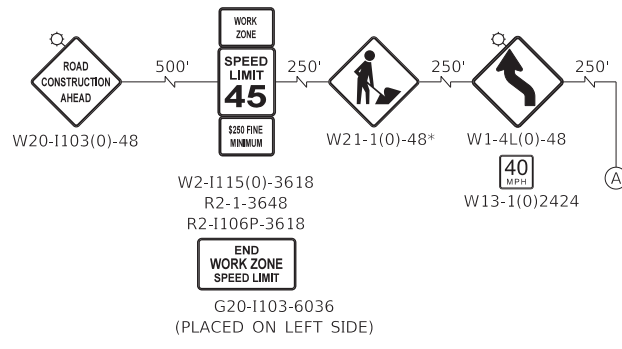 WORK
ZONE
ROAD
CONSTRUCTION
AHEAD
500'
SPEED
LIMIT
45
250'
250'
250'
$250 FINE
MINIMUM
W20-I103(0)-48
W21-1(0)-48*
W1-4L(0)-48
40
MPH
A
W13-1(0)2424
W2-I115(0)-3618
R2-1-3648
R2-I106P-3618
END
WORK ZONE
SPEED LIMIT
G20-I103-6036
(PLACED ON LEFT SIDE)